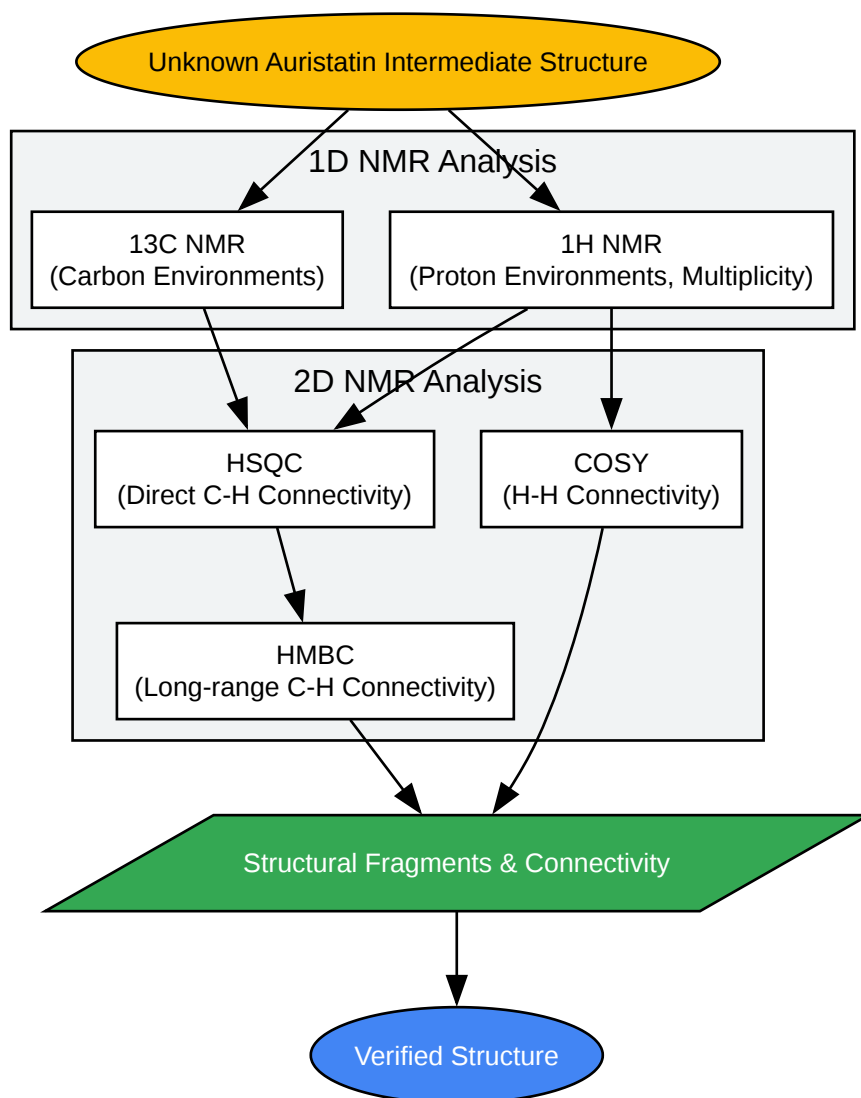 Unknown Auristatin Intermediate Structure
1D NMR Analysis
13C NMR
(Carbon Environments)
1H NMR
(Proton Environments, Multiplicity)
2D NMR Analysis
HSQC
(Direct C-H Connectivity)
COSY
(H-H Connectivity)
HMBC
(Long-range C-H Connectivity)
Structural Fragments & Connectivity
Verified Structure